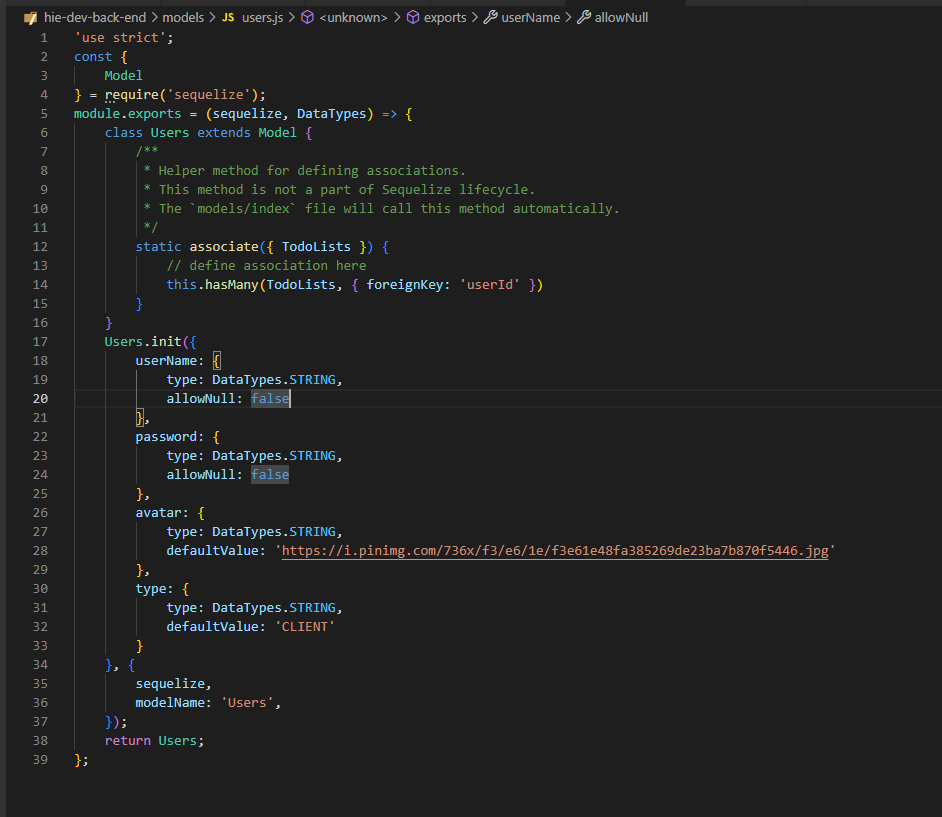 hie-dev-back-end > models > JS users.js > <unknown> > exports > userName > allowNull
1 'use strict';
2 const {
3     Model
4 } = require('sequelize');
5 module.exports = (sequelize, DataTypes) => {
6     class Users extends Model {
7         /**
8          * Helper method for defining associations.
9          * This method is not a part of Sequelize lifecycle.
10          * The `models/index` file will call this method automatically.
11          */
12         static associate({ TodoLists }) {
13             // define association here
14             this.hasMany(TodoLists, { foreignKey: 'userId' })
15         }
16     }
17     Users.init({
18         userName: {
19             type: DataTypes.STRING,
20             allowNull: false
21         },
22         password: {
23             type: DataTypes.STRING,
24             allowNull: false
25         },
26         avatar: {
27             type: DataTypes.STRING,
28             defaultValue: 'https://i.pinimg.com/736x/f3/e6/1e/f3e61e48fa385269de23ba7b870f5446.jpg'
29         },
30         type: {
31             type: DataTypes.STRING,
32             defaultValue: 'CLIENT'
33         }
34     }, {
35         sequelize,
36         modelName: 'Users',
37     });
38     return Users;
39 };